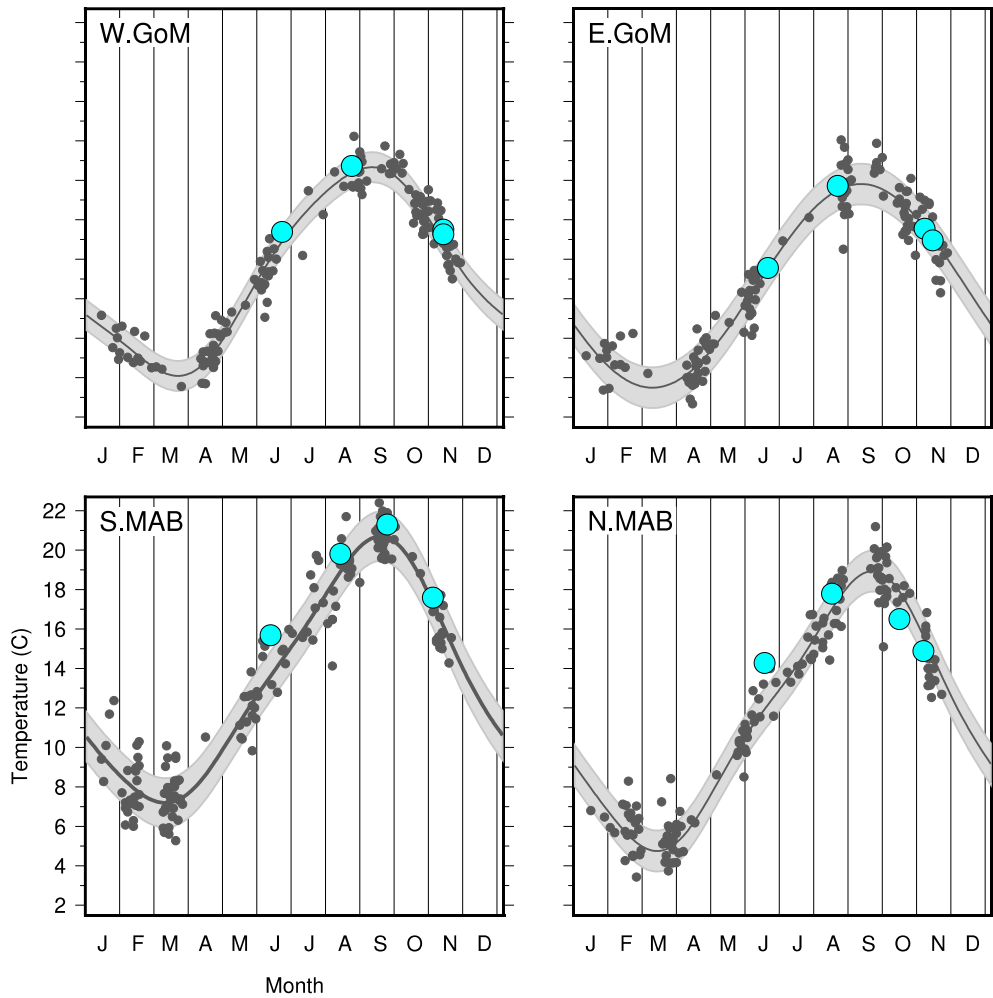 W.GoM
E.GoM
J F M A M J J A S O N D
J F M A M J J A S O N D
S.MAB
N.MAB
22
20
18
16
14
12
10
8
6
4
2
Temperature (C)
J F M A M J J A S O N D
J F M A M J J A S O N D
Month